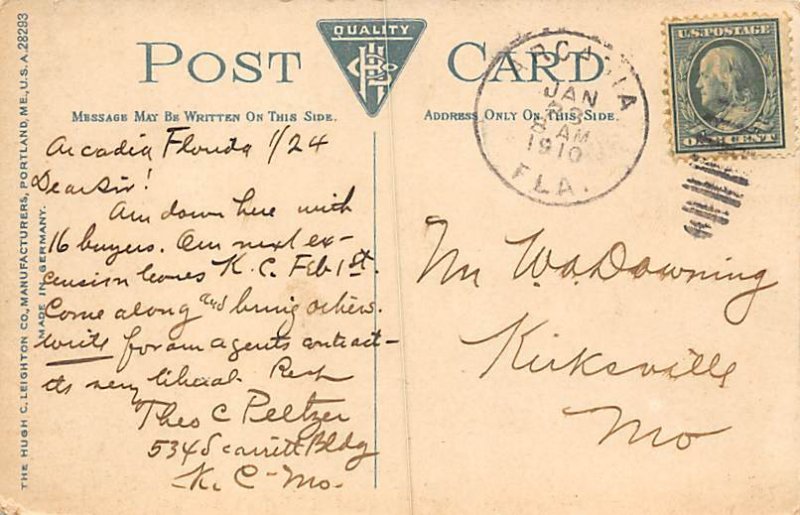 THE HUGH C. LEIGHTON CO., MANUFACTURERS, PORTLAND, ME., U.S.A. 28293
MADE IN GERMANY.
POST CARD
QUALITY
MESSAGE MAY BE WRITTEN ON THIS SIDE.
ADDRESS ONLY ON THIS SIDE.
ARCADIA
JAN
AM
1910
FLA.
U.S. POSTAGE
ONE CENT
Arcadia Florida 1/24
Dear Sir!
Am down here with
16 buyers. Our next ex-
cursion leaves K. C. Feb 1st.
Come along and bring others.
Write for am agents contract-
its very liberal. Resp
Theo C Peltzer
534 Scarritt Bldg
K. C- Mo.
Mr W.O. Downing
Kirksville
Mo